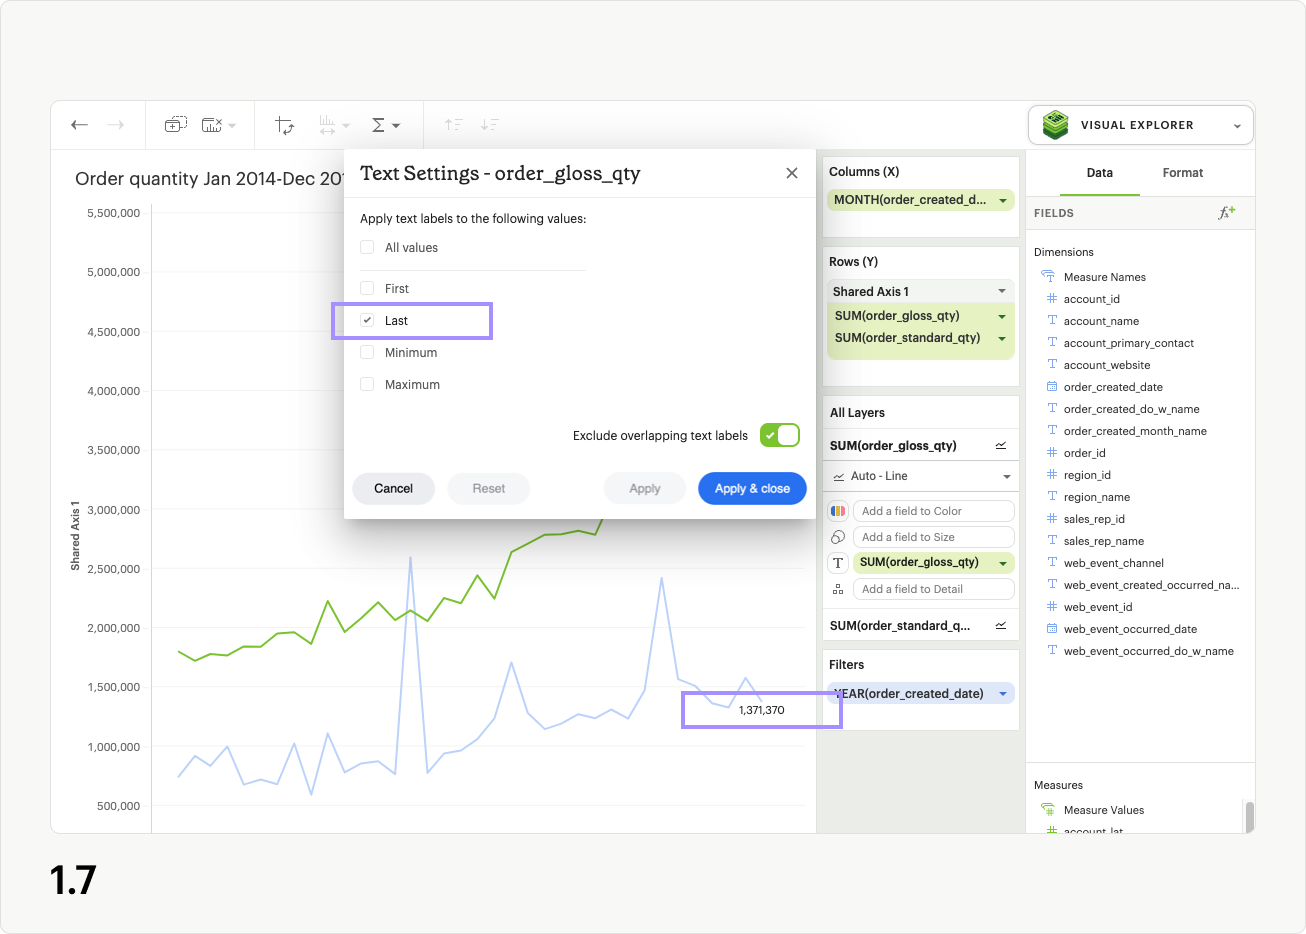 VISUAL EXPLORER
Order quantity Jan 2014-Dec 201
Text Settings - order_gloss_qty
Apply text labels to the following values:
All values
First
Last
Minimum
Maximum
Exclude overlapping text labels
Cancel
Reset
Apply
Apply & close
5,500,000
5,000,000
4,500,000
4,000,000
3,500,000
3,000,000
2,500,000
2,000,000
1,500,000
1,000,000
500,000
Shared Axis 1
1,371,370
Columns (X)
MONTH(order_created_d...
Rows (Y)
Shared Axis 1
SUM(order_gloss_qty)
SUM(order_standard_qty)
All Layers
SUM(order_gloss_qty)
Auto - Line
Add a field to Color
Add a field to Size
T
SUM(order_gloss_qty)
Add a field to Detail
SUM(order_standard_q...
Filters
YEAR(order_created_date)
Data
Format
FIELDS
Dimensions
Measure Names
account_id
account_name
account_primary_contact
account_website
order_created_date
order_created_do_w_name
order_created_month_name
order_id
region_id
region_name
sales_rep_id
sales_rep_name
web_event_channel
web_event_created_occurred_na...
web_event_id
web_event_occurred_date
web_event_occurred_do_w_name
Measures
Measure Values
account_lat
1.7